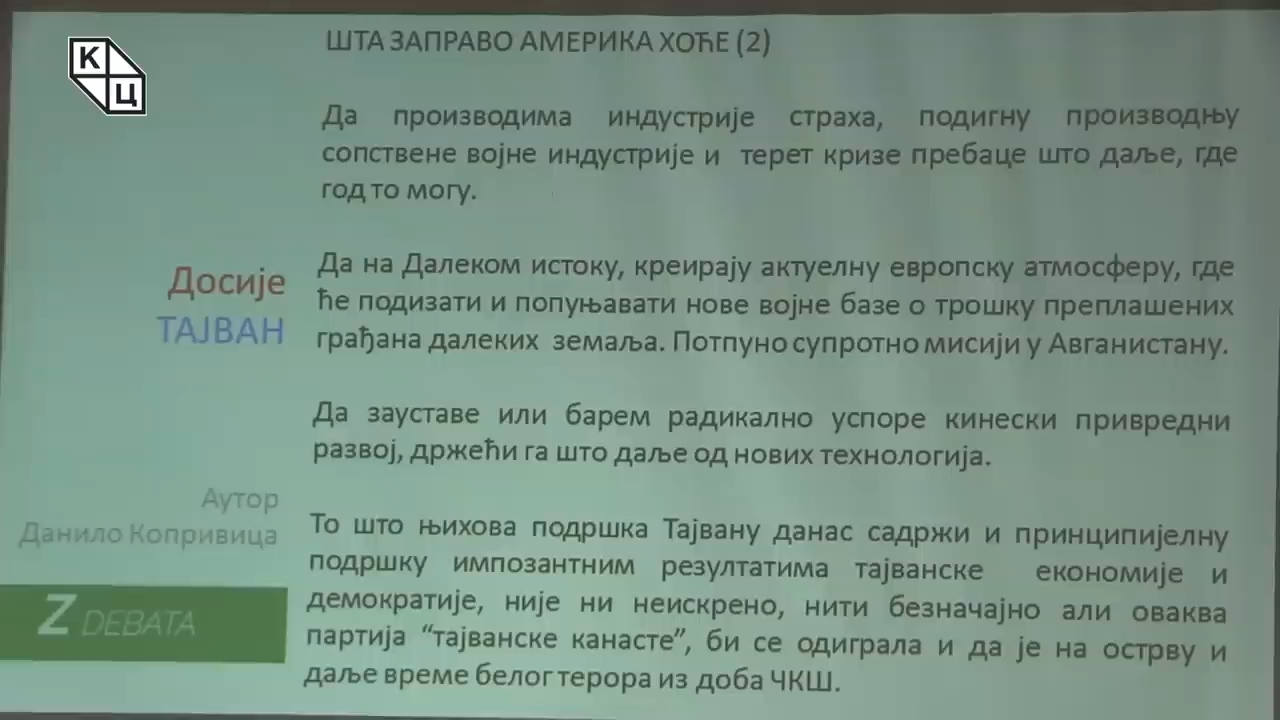 К
Ц
ШТА ЗАПРАВО АМЕРИКА ХОЋЕ (2)
Да производима индустрије страха, подигну производњу
сопствене војне индустрије и терет кризе пребаце што даље, где
год то могу.
Досије
ТАЈВАН
Да на Далеком истоку, креирају актуелну европску атмосферу, где
ће подизати и попуњавати нове војне базе о трошку преплашених
грађана далеких земаља. Потпуно супротно мисији у Авганистану.
Да зауставе или барем радикално успоре кинески привредни
развој, држећи га што даље од нових технологија.
Аутор
Данило Копривица
То што њихова подршка Тајвану данас садржи и принципијелну
подршку импозантним резултатима тајванске економије и
демократије, није ни неискрено, нити безначајно али оваква
партија “тајванске канасте”, би се одиграла и да је на острву и
даље време белог терора из доба ЧКШ.
Z DEBATA